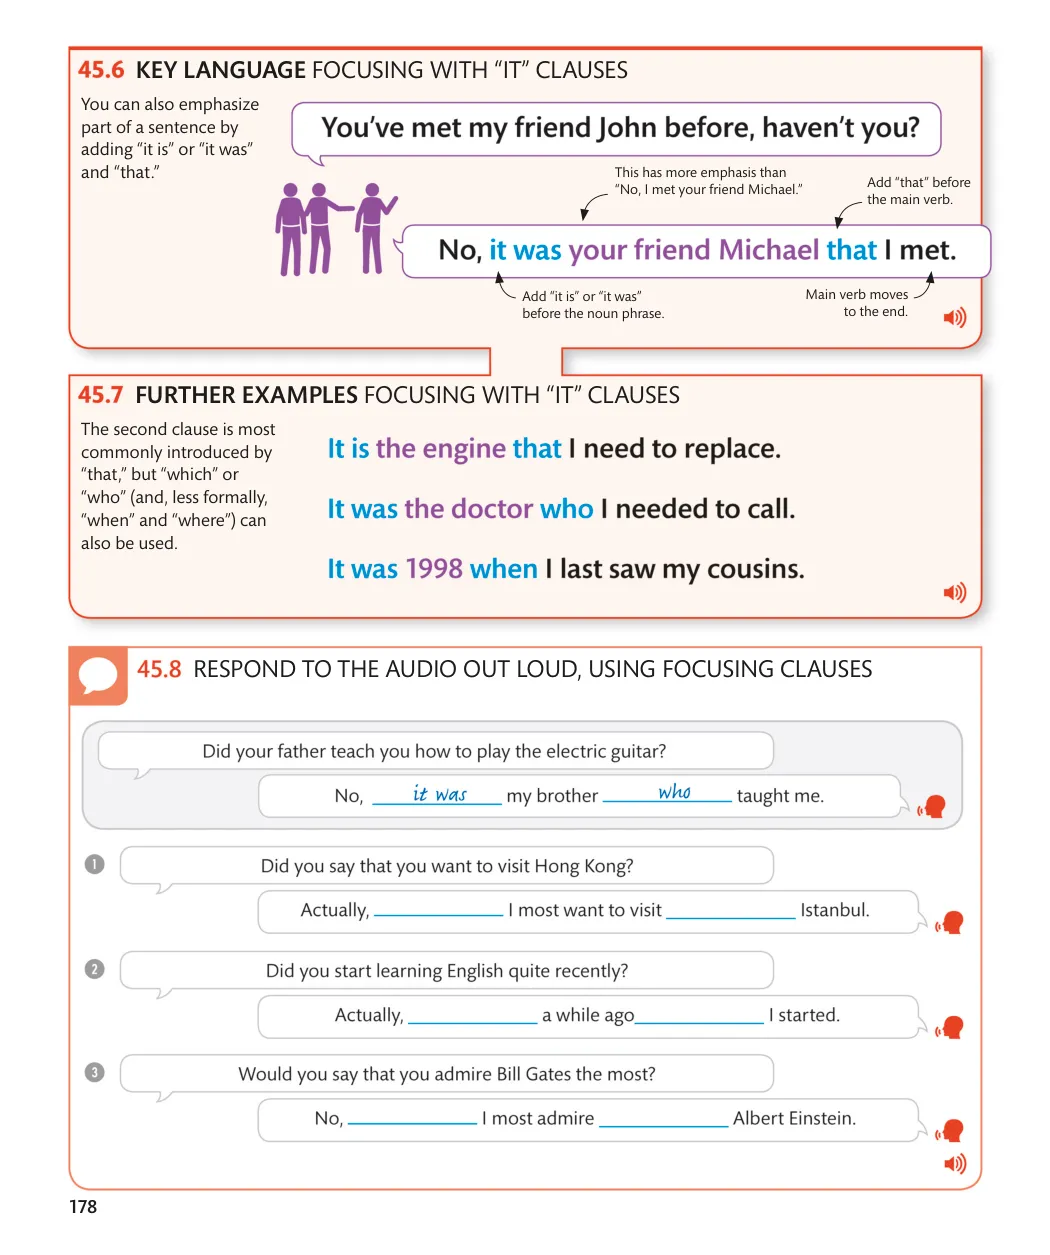 45.6 KEY LANGUAGE FOCUSING WITH “IT” CLAUSES
You can also emphasize
part of a sentence by
adding “it is” or “it was”
and “that.”
You’ve met my friend John before, haven’t you?
This has more emphasis than
“No, I met your friend Michael.”
Add “that” before
the main verb.
No, it was your friend Michael that I met.
Add “it is” or “it was”
before the noun phrase.
Main verb moves
to the end.
45.7 FURTHER EXAMPLES FOCUSING WITH “IT” CLAUSES
The second clause is most
commonly introduced by
“that,” but “which” or
“who” (and, less formally,
“when” and “where”) can
also be used.
It is the engine that I need to replace.
It was the doctor who I needed to call.
It was 1998 when I last saw my cousins.
45.8 RESPOND TO THE AUDIO OUT LOUD, USING FOCUSING CLAUSES
Did your father teach you how to play the electric guitar?
No, it was my brother who taught me.
1 Did you say that you want to visit Hong Kong?
Actually, I most want to visit Istanbul.
2 Did you start learning English quite recently?
Actually, a while ago I started.
3 Would you say that you admire Bill Gates the most?
No, I most admire Albert Einstein.
178